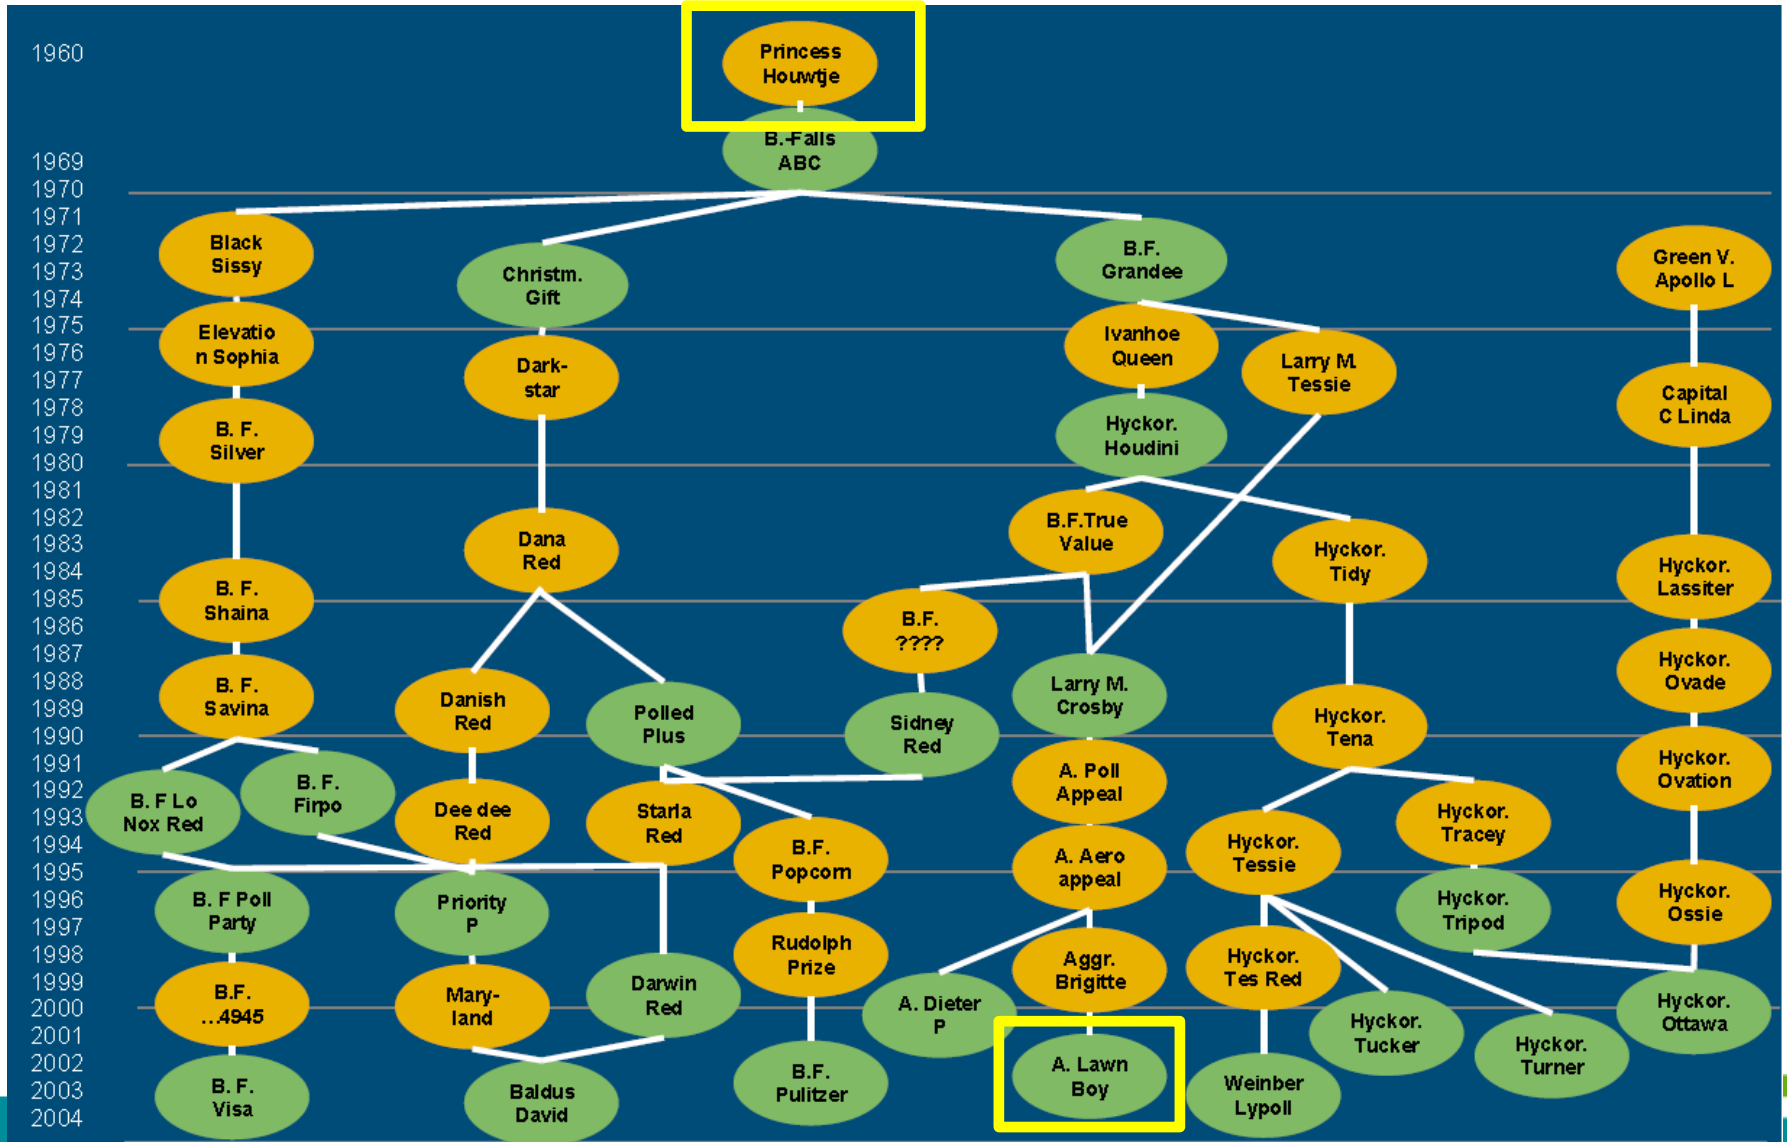 1960
Princess
Houwtje
B.-Falls
ABC
1969
1970
1971
1972
1973
1974
1975
1976
1977
1978
1979
1980
1981
1982
1983
1984
1985
1986
1987
1988
1989
1990
1991
1992
1993
1994
1995
1996
1997
1998
1999
2000
2001
2002
2003
2004
Black
Sissy
Elevatio
n Sophia
B. F.
Silver
B. F.
Shaina
B. F.
Savina
B. F Lo
Nox Red
B. F.
Firpo
B. F Poll
Party
B.F.
...4945
B. F.
Visa
Christm.
Gift
Dark-
star
Dana
Red
Danish
Red
Polled
Plus
Dee dee
Red
Starla
Red
Priority
P
Mary-
land
Darwin
Red
Baldus
David
B.F.
Popcorn
Rudolph
Prize
B.F.
Pulitzer
B.F.
Grandee
Ivanhoe
Queen
Larry M.
Tessie
Hyckor.
Houdini
B.F.True
Value
B.F.
????
Sidney
Red
Larry M.
Crosby
A. Poll
Appeal
A. Aero
appeal
A. Dieter
P
Aggr.
Brigitte
A. Lawn
Boy
Hyckor.
Tidy
Hyckor.
Tena
Hyckor.
Tessie
Hyckor.
Tracey
Hyckor.
Tripod
Hyckor.
Tes Red
Weinber
Lypoll
Hyckor.
Tucker
Hyckor.
Turner
Green V.
Apollo L
Capital
C Linda
Hyckor.
Lassiter
Hyckor.
Ovade
Hyckor.
Ovation
Hyckor.
Ossie
Hyckor.
Ottawa